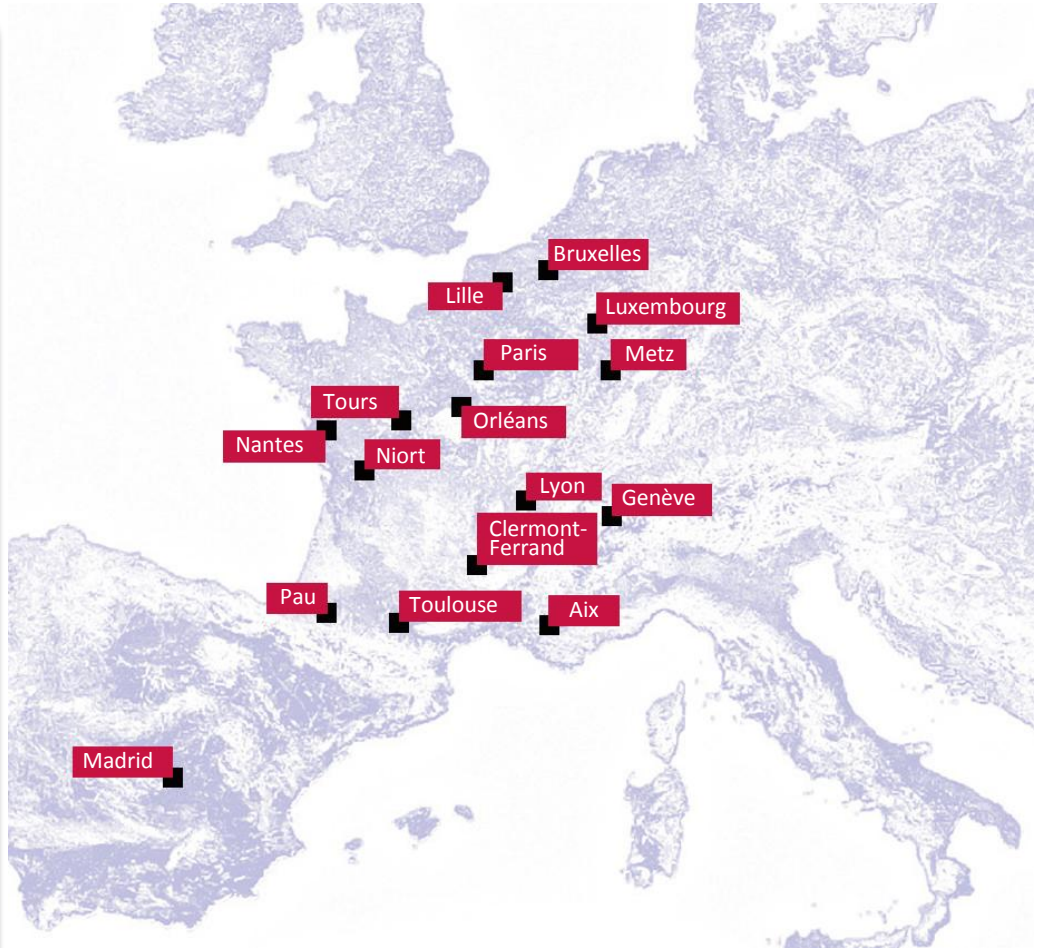 Bruxelles
Lille
Luxembourg
Paris
Metz
Tours
Orléans
Nantes
Niort
Lyon
Genève
Clermont-
Ferrand
Pau
Toulouse
Aix
Madrid